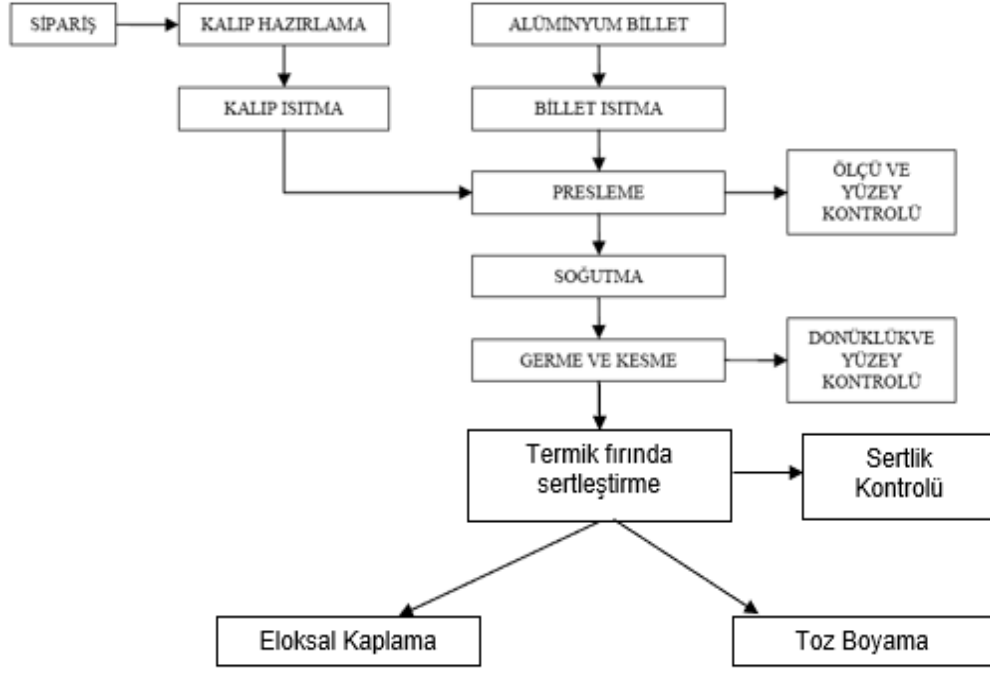 SİPARİŞ
KALIP HAZIRLAMA
ALÜMİNYUM BİLLET
KALIP ISITMA
BİLLET ISITMA
PRESLEME
ÖLÇÜ VE
YÜZEY
KONTROLÜ
SOĞUTMA
GERME VE KESME
DONÜKLÜKVE
YÜZEY
KONTROLÜ
Termik fırında
sertleştirme
Sertlik
Kontrolü
Eloksal Kaplama
Toz Boyama